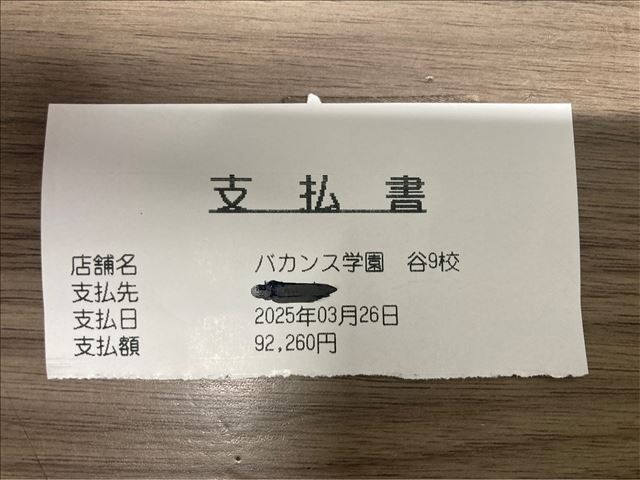 支払書
店舗名 バカンス学園 谷9校
支払先
支払日 2025年03月26日
支払額 92,260円